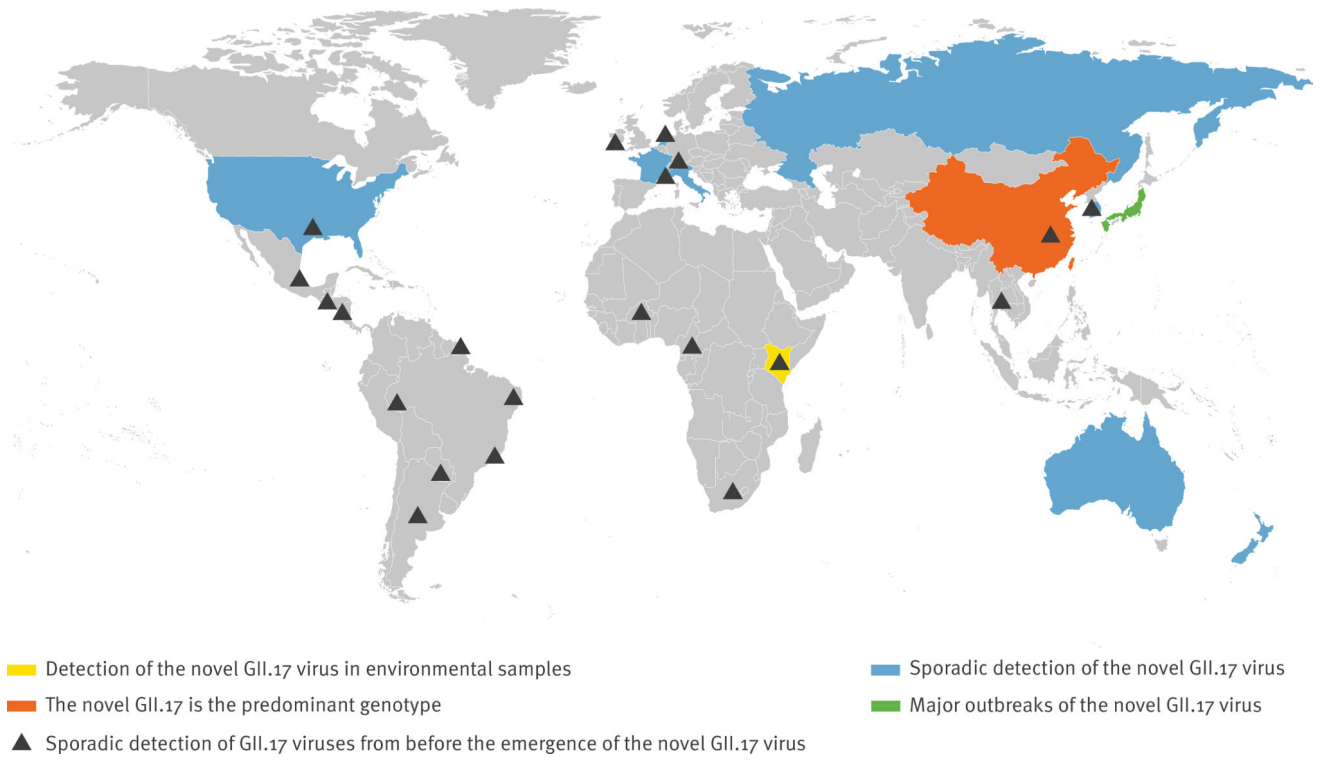 Detection of the novel GII.17 virus in environmental samples
The novel GII.17 is the predominant genotype
Sporadic detection of GII.17 viruses from before the emergence of the novel GII.17 virus
Sporadic detection of the novel GII.17 virus
Major outbreaks of the novel GII.17 virus